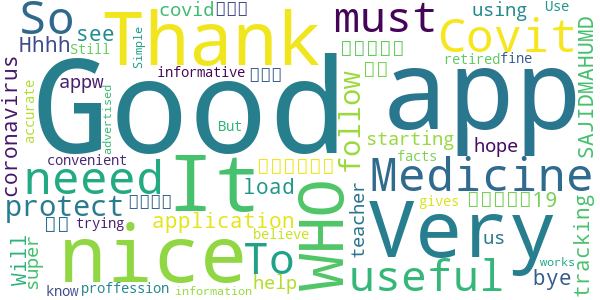 So
Hhhh
see
covid
Thank
Simple
must
using
Use
Covit
Still
appw
informative
retired
fine
coronavirus
accurate
Good
But
advertised
app
follow
starting
hope
SAJIDMAHUMD
convenient
facts
neeed
It
load
WHO
Medicine
protect
teacher
gives
19
trying
nice
application
To
Very
us
tracking
Will
super
believe
help
useful
bye
works
know
proffession
information